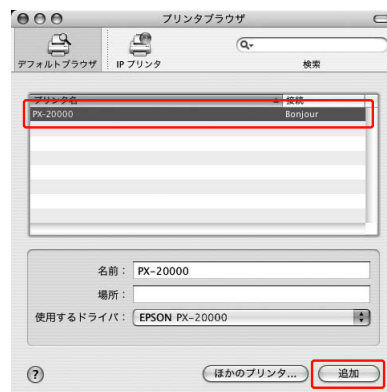 プリンタブラウザ
デフォルトブラウザ IP プリンタ 検索
プリンタ名 接続
PX-20000 Bonjour
名前： PX-20000
場所：
使用するドライバ： EPSON PX-20000
? ほかのプリンタ... 追加